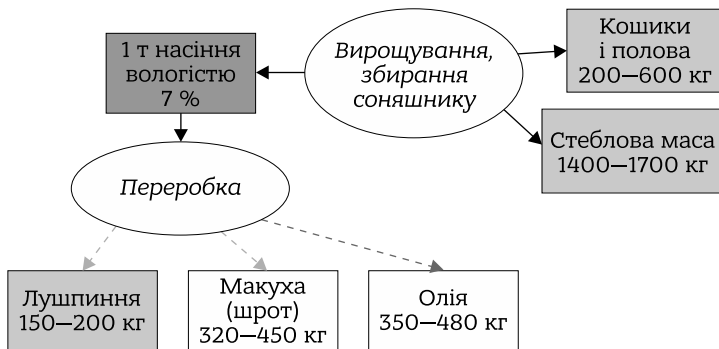 1 т насіння
вологістю
7 %
Вирощування,
збирання
соняшнику
Кошики
і полова
200—600 кг
Стеблова маса
1400—1700 кг
Переробка
Лушпиння
150—200 кг
Макуха
(шрот)
320—450 кг
Олія
350—480 кг